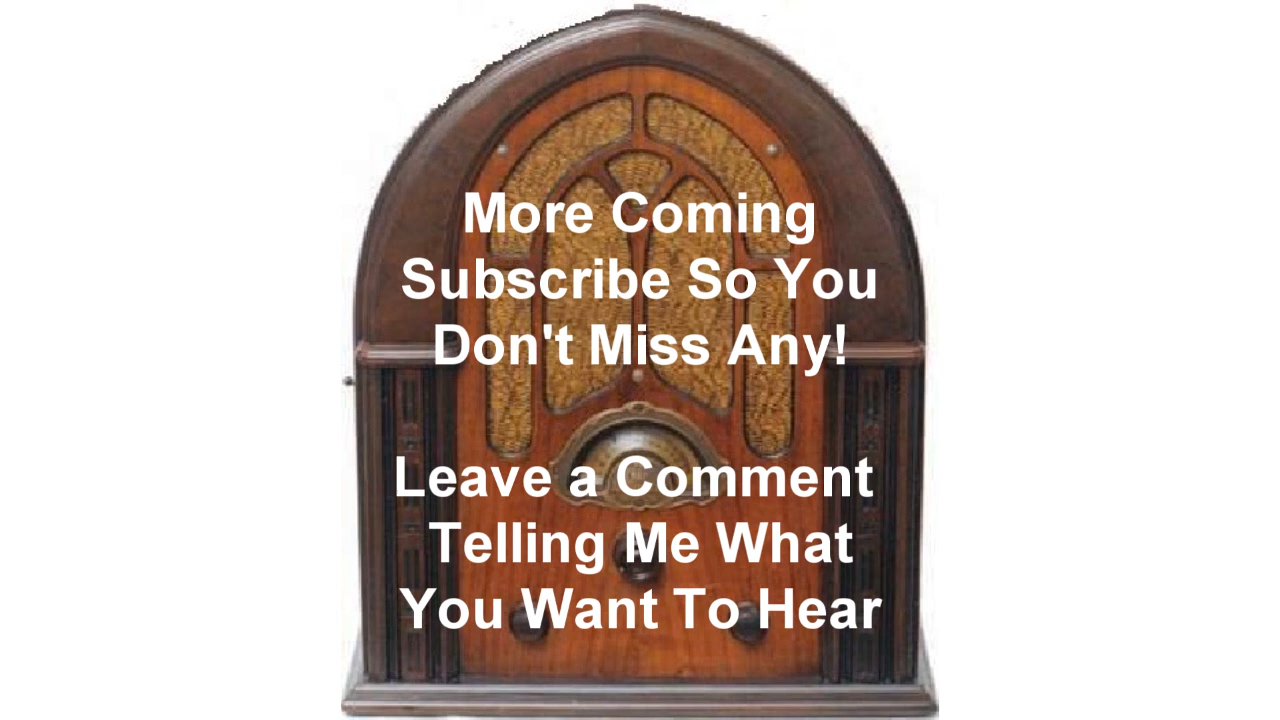 More Coming
Subscribe So You
Don't Miss Any!
Leave a Comment
Telling Me What
You Want To Hear